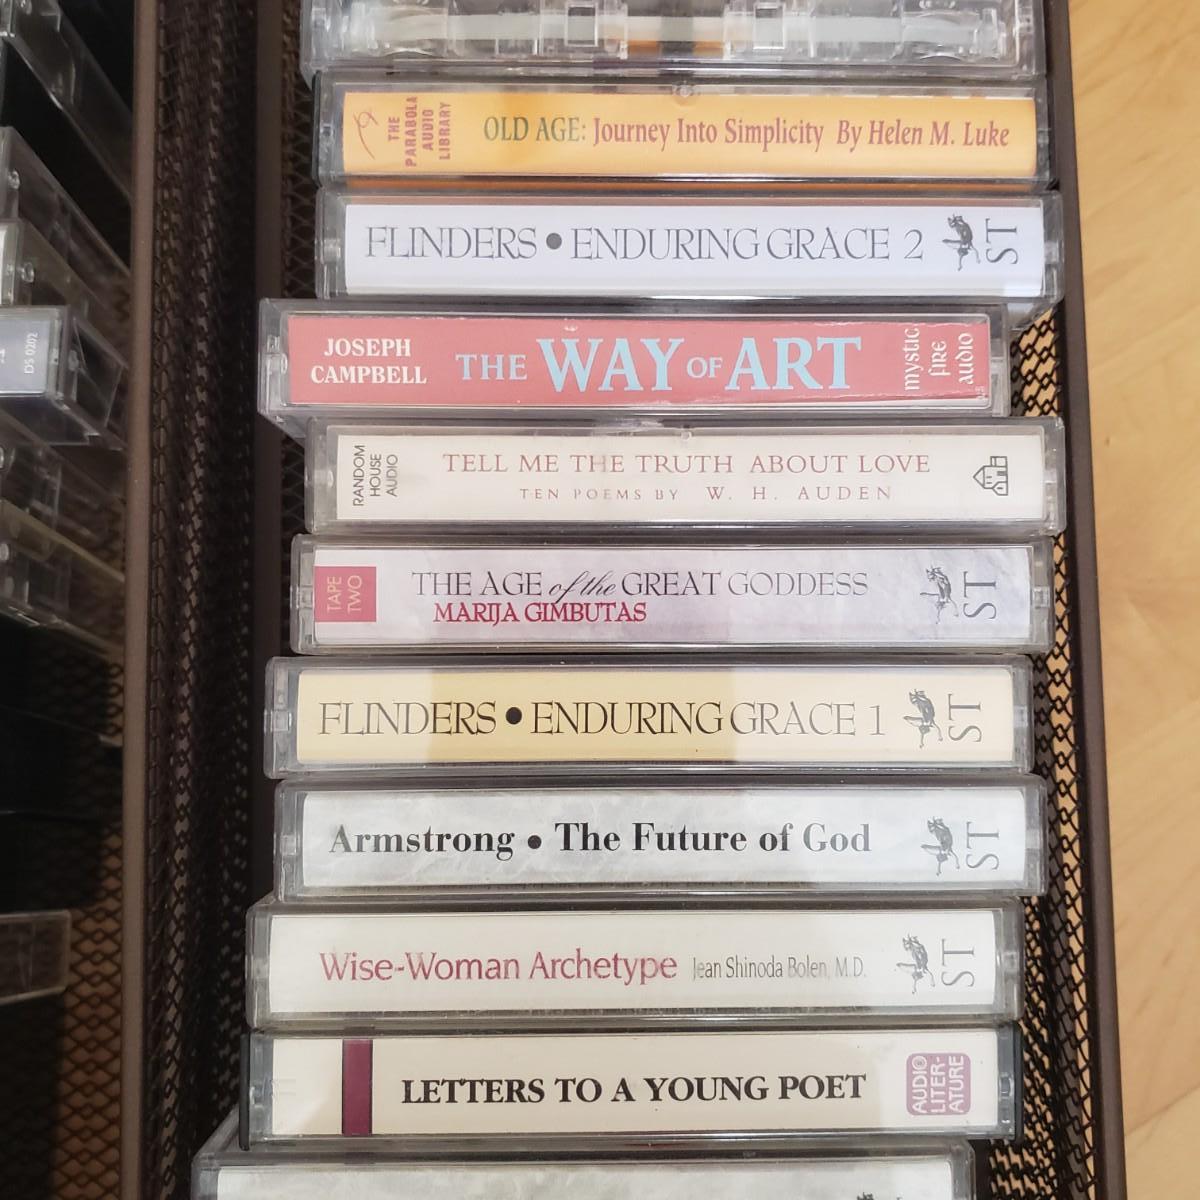 THE
PARABOLA
AUDIO
LIBRARY
OLD AGE: Journey Into Simplicity By Helen M. Luke
FLINDERS • ENDURING GRACE 2
ST
JOSEPH
CAMPBELL
THE WAY OF ART
mystic
fire
audio
RANDOM
HOUSE
AUDIO
TELL ME THE TRUTH ABOUT LOVE
TEN POEMS BY W. H. AUDEN
TAPE
TWO
THE AGE of the GREAT GODDESS
MARIJA GIMBUTAS
ST
FLINDERS • ENDURING GRACE 1
ST
Armstrong • The Future of God
ST
Wise-Woman Archetype Jean Shinoda Bolen, M.D.
ST
LETTERS TO A YOUNG POET
AUDIO
LITER-
ATURE
DS 0202